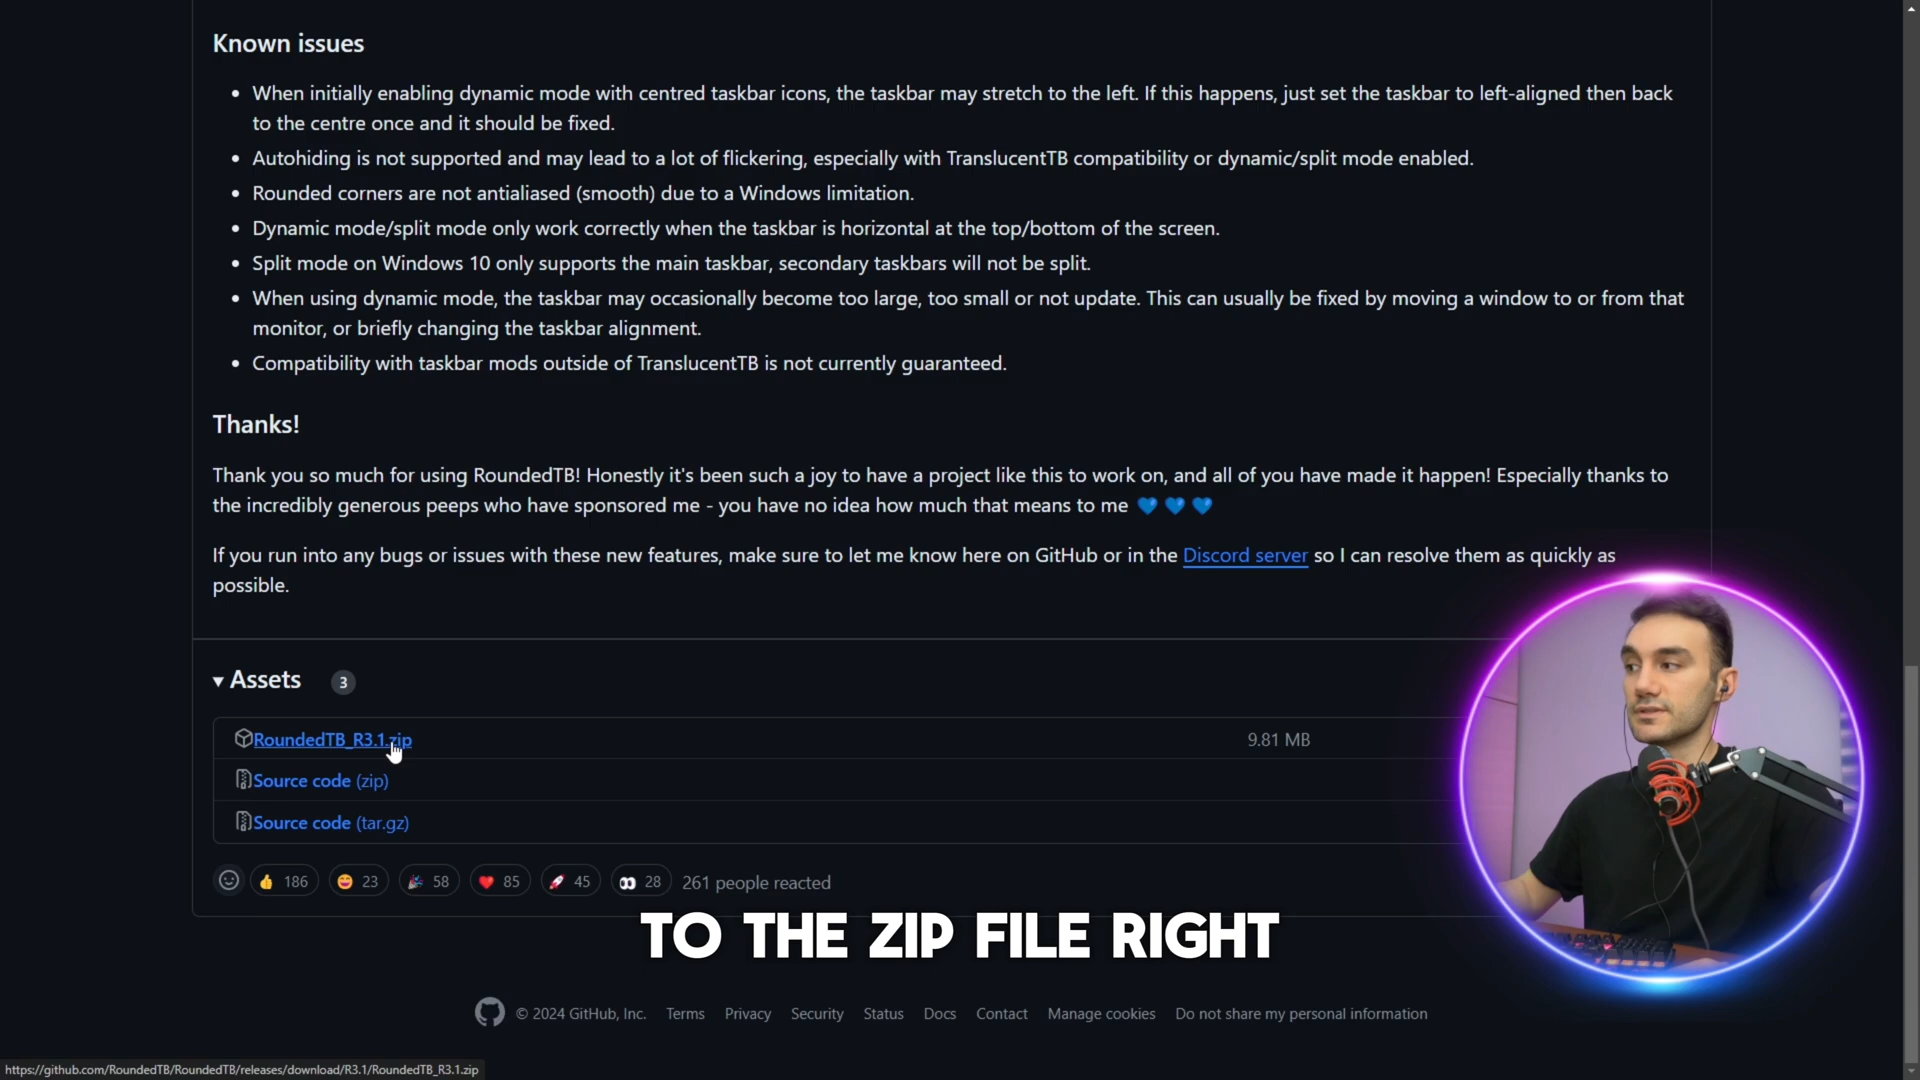 Known issues
When initially enabling dynamic mode with centred taskbar icons, the taskbar may stretch to the left. If this happens, just set the taskbar to left-aligned then back
to the centre once and it should be fixed.
Autohiding is not supported and may lead to a lot of flickering, especially with TranslucentTB compatibility or dynamic/split mode enabled.
Rounded corners are not antialiased (smooth) due to a Windows limitation.
Dynamic mode/split mode only work correctly when the taskbar is horizontal at the top/bottom of the screen.
Split mode on Windows 10 only supports the main taskbar, secondary taskbars will not be split.
When using dynamic mode, the taskbar may occasionally become too large, too small or not update. This can usually be fixed by moving a window to or from that
monitor, or briefly changing the taskbar alignment.
Compatibility with taskbar mods outside of TranslucentTB is not currently guaranteed.
Thanks!
Thank you so much for using RoundedTB! Honestly it's been such a joy to have a project like this to work on, and all of you have made it happen! Especially thanks to
the incredibly generous peeps who have sponsored me - you have no idea how much that means to me 💙 💙 💙
If you run into any bugs or issues with these new features, make sure to let me know here on GitHub or in the Discord server so I can resolve them as quickly as
possible.
Assets 3
RoundedTB_R3.1.zip 9.81 MB
Source code (zip)
Source code (tar.gz)
👍 186 😄 23 🎉 58 ❤️ 85 🚀 45 👀 28 261 people reacted
TO THE ZIP FILE RIGHT
© 2024 GitHub, Inc. Terms Privacy Security Status Docs Contact Manage cookies Do not share my personal information
https://github.com/RoundedTB/RoundedTB/releases/download/R3.1/RoundedTB_R3.1.zip